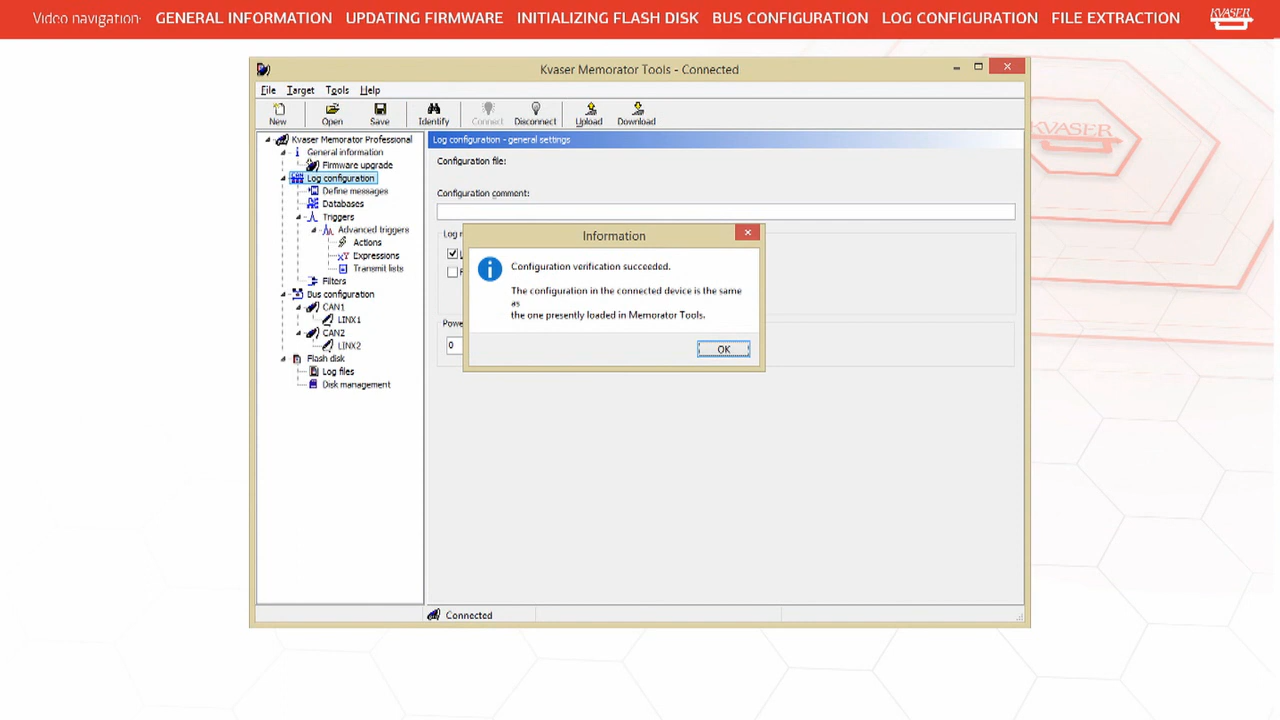 Video navigation: GENERAL INFORMATION UPDATING FIRMWARE INITIALIZING FLASH DISK BUS CONFIGURATION LOG CONFIGURATION FILE EXTRACTION KVASER
Kvaser Memorator Tools - Connected
File Target Tools Help
New Open Save Identify Connect Disconnect Upload Download
Kvaser Memorator Professional
General information
Firmware upgrade
Log configuration
Define messages
Databases
Triggers
Advanced triggers
Actions
Expressions
Transmit lists
Filters
Bus configuration
CAN1
LINX1
CAN2
LINX2
Flash disk
Log files
Disk management
Log configuration - general settings
Configuration file:
Configuration comment:
Log
0
Information
Configuration verification succeeded.
The configuration in the connected device is the same
as
the one presently loaded in Memorator Tools.
OK
Connected
KVASER